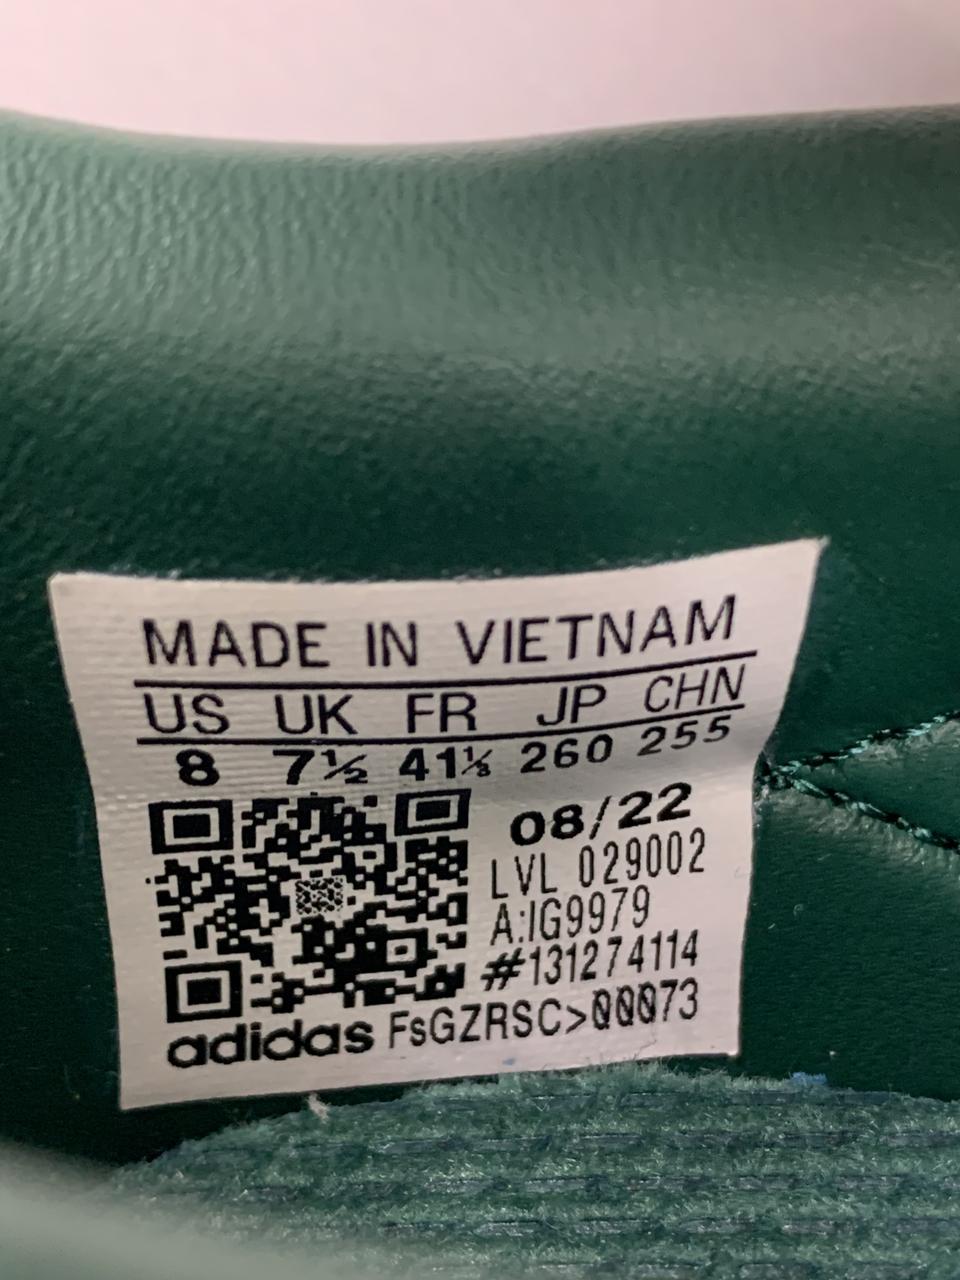 MADE IN VIETNAM
US UK FR JP CHN
8 7½ 41⅓ 260 255
08/22
LVL 029002
A:IG9979
#131274114
adidas FsGZRSC>00073